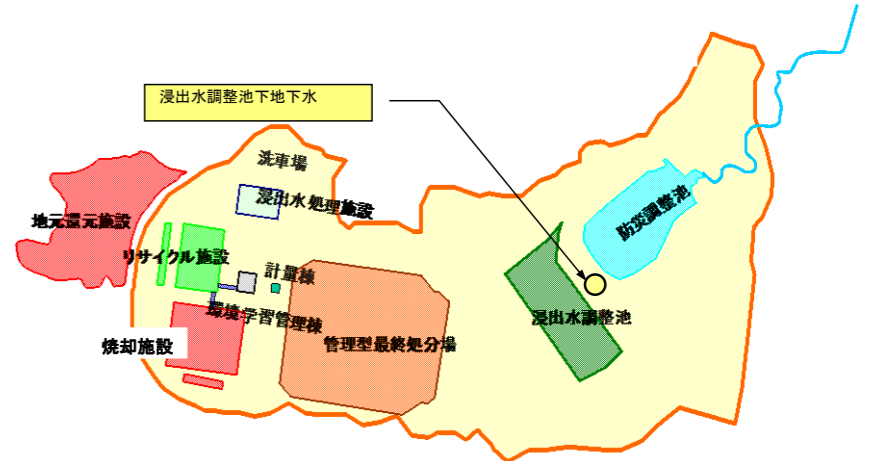 浸出水調整池下地下水
洗車場
浸出水処理施設
地元還元施設
リサイクル施設
計量棟
環境学習管理棟
焼却施設
管理型最終処分場
防災調整池
浸出水調整池